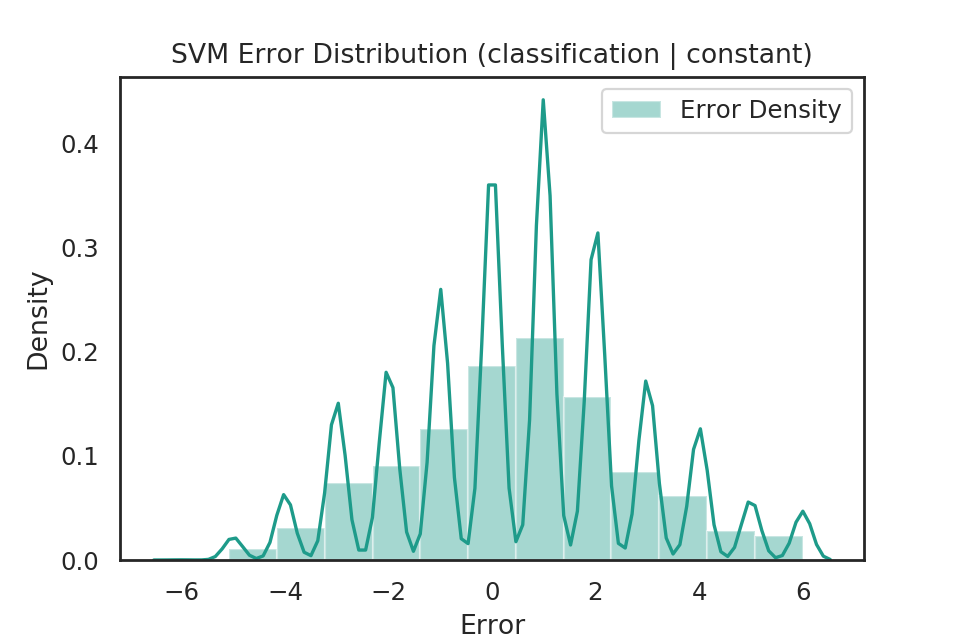 SVM Error Distribution (classification | constant)
Error Density
0.4
0.3
0.2
0.1
0.0
Density
−6 −4 −2 0 2 4 6
Error